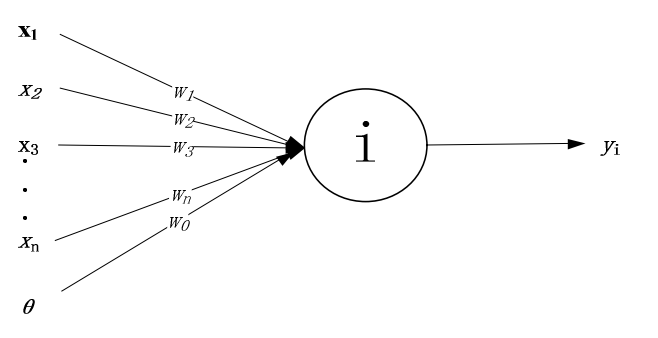 x₁
w₁
x₂
w₂
x₃
w₃
i
yᵢ
.
.
.
wₙ
xₙ
w₀
θ